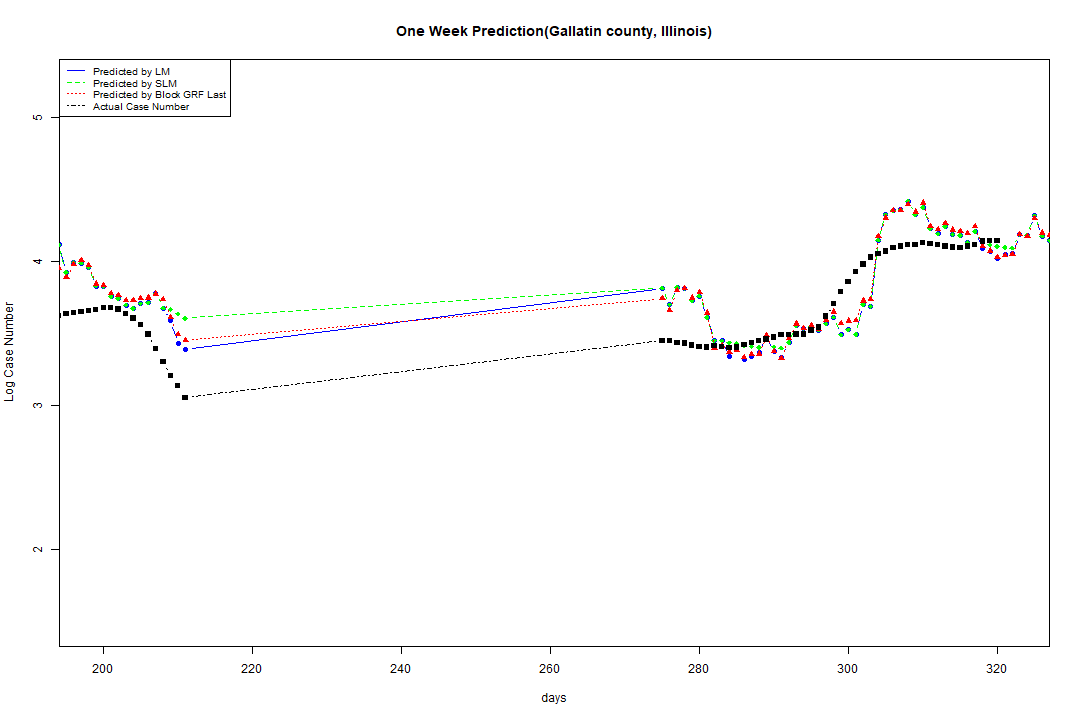 One Week Prediction(Gallatin county, Illinois)
Predicted by LM
Predicted by SLM
Predicted by Block GRF Last
Actual Case Number
5
4
3
2
Log Case Number
200 220 240 260 280 300 320
days